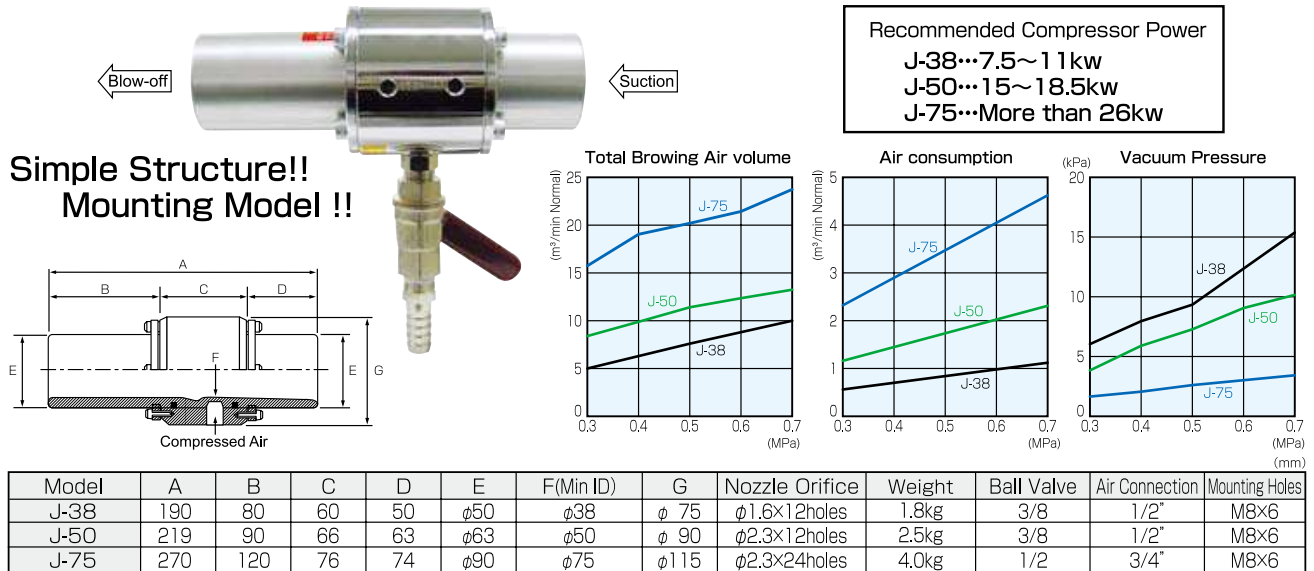 Blow-off
Suction
Recommended Compressor Power
J-38…7.5～11kw
J-50…15～18.5kw
J-75…More than 26kw
Simple Structure!!
Mounting Model !!
A
B C D
E F E G
Compressed Air
Total Browing Air volume
(m³/min Normal)
25
20
15
10
5
0
J-75
J-50
J-38
0.3 0.4 0.5 0.6 0.7
(MPa)
Air consumption
(m³/min Normal)
5
4
3
2
1
0
J-75
J-50
J-38
0.3 0.4 0.5 0.6 0.7
(MPa)
Vacuum Pressure
(kPa)
20
15
10
5
0
J-38
J-50
J-75
0.3 0.4 0.5 0.6 0.7
(MPa)
(mm)
Model A B C D E F(Min ID) G Nozzle Orifice Weight Ball Valve Air Connection Mounting Holes
J-38 190 80 60 50 φ50 φ38 φ 75 φ1.6×12holes 1.8kg 3/8 1/2" M8×6
J-50 219 90 66 63 φ63 φ50 φ 90 φ2.3×12holes 2.5kg 3/8 1/2" M8×6
J-75 270 120 76 74 φ90 φ75 φ115 φ2.3×24holes 4.0kg 1/2 3/4" M8×6